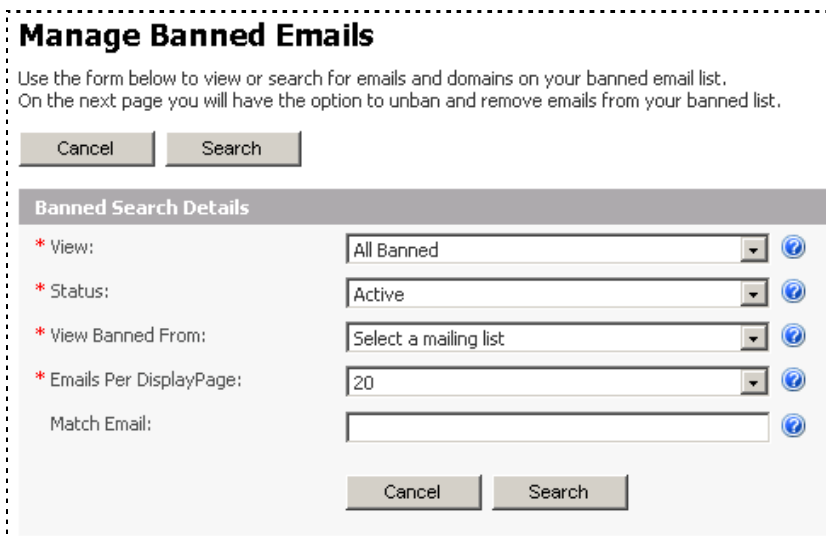 Manage Banned Emails
Use the form below to view or search for emails and domains on your banned email list.
On the next page you will have the option to unban and remove emails from your banned list.
Cancel Search
Banned Search Details
* View: All Banned
* Status: Active
* View Banned From: Select a mailing list
* Emails Per DisplayPage: 20
Match Email:
Cancel Search